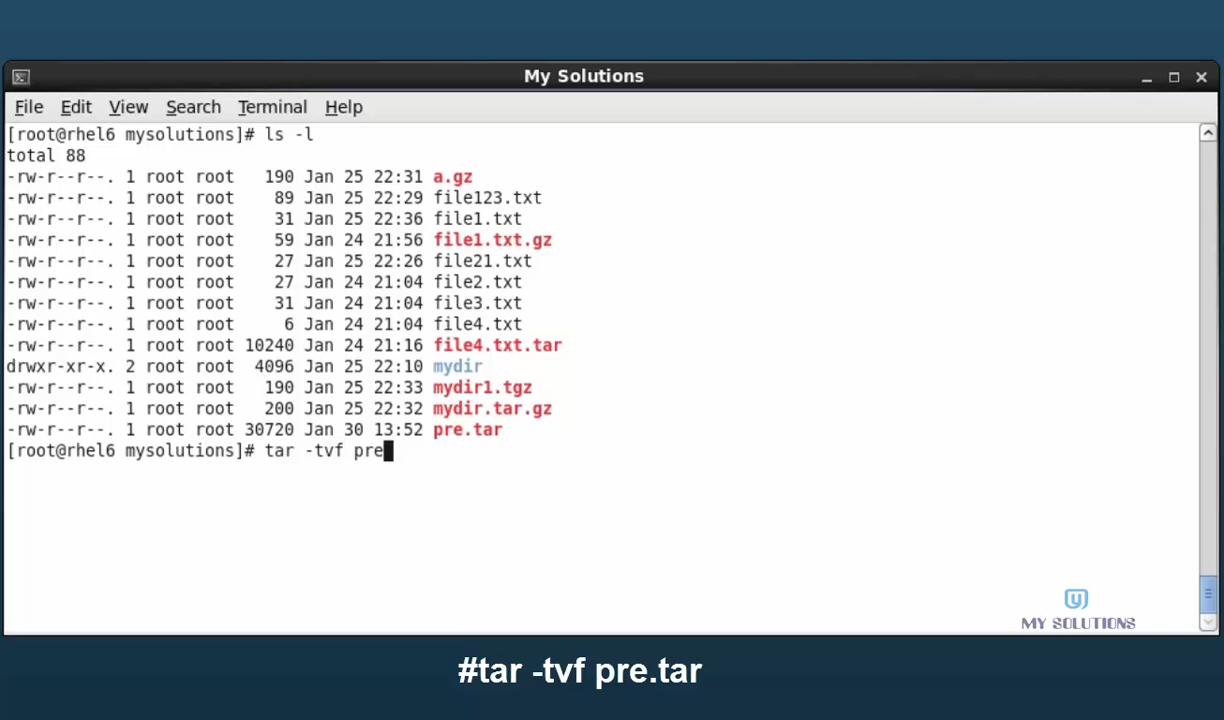 My Solutions
File Edit View Search Terminal Help
[root@rhel6 mysolutions]# ls -l
total 88
-rw-r--r--. 1 root root   190 Jan 25 22:31 a.gz
-rw-r--r--. 1 root root    89 Jan 25 22:29 file123.txt
-rw-r--r--. 1 root root    31 Jan 25 22:36 file1.txt
-rw-r--r--. 1 root root    59 Jan 24 21:56 file1.txt.gz
-rw-r--r--. 1 root root    27 Jan 25 22:26 file21.txt
-rw-r--r--. 1 root root    27 Jan 24 21:04 file2.txt
-rw-r--r--. 1 root root    31 Jan 24 21:04 file3.txt
-rw-r--r--. 1 root root     6 Jan 24 21:04 file4.txt
-rw-r--r--. 1 root root 10240 Jan 24 21:16 file4.txt.tar
drwxr-xr-x. 2 root root  4096 Jan 25 22:10 mydir
-rw-r--r--. 1 root root   190 Jan 25 22:33 mydir1.tgz
-rw-r--r--. 1 root root   200 Jan 25 22:32 mydir.tar.gz
-rw-r--r--. 1 root root 30720 Jan 30 13:52 pre.tar
[root@rhel6 mysolutions]# tar -tvf pre
MY SOLUTIONS
#tar -tvf pre.tar